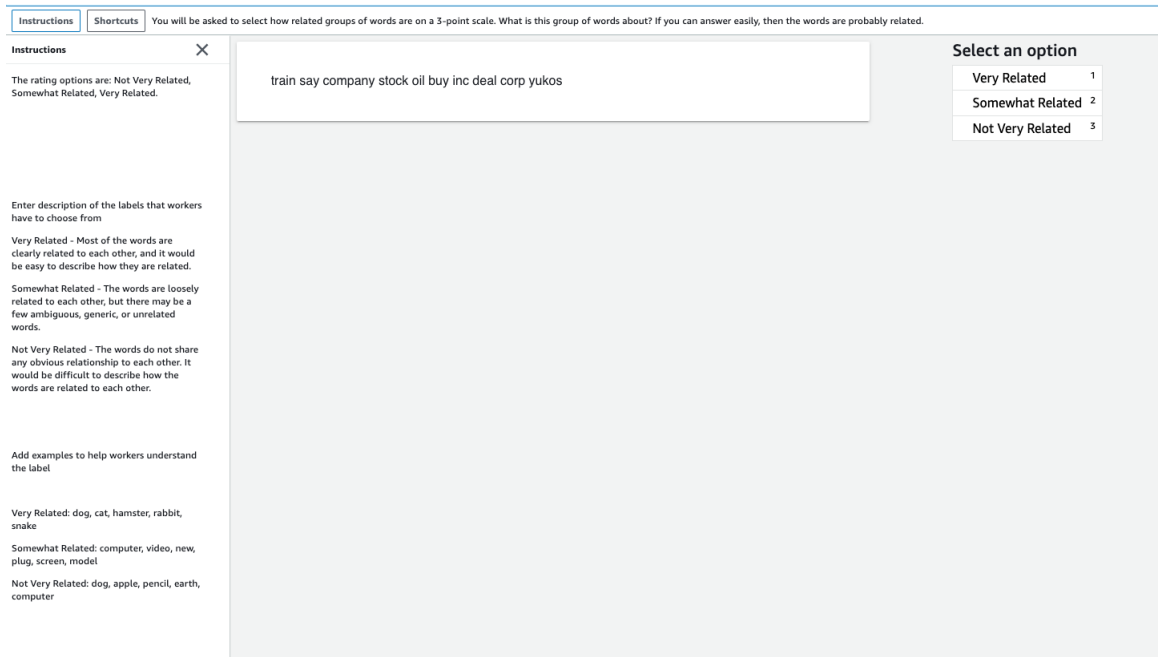 Instructions
Shortcuts
You will be asked to select how related groups of words are on a 3-point scale. What is this group of words about? If you can answer easily, then the words are probably related.
Instructions
The rating options are: Not Very Related,
Somewhat Related, Very Related.
Enter description of the labels that workers
have to choose from
Very Related - Most of the words are
clearly related to each other, and it would
be easy to describe how they are related.
Somewhat Related - The words are loosely
related to each other, but there may be a
few ambiguous, generic, or unrelated
words.
Not Very Related - The words do not share
any obvious relationship to each other. It
would be difficult to describe how the
words are related to each other.
Add examples to help workers understand
the label
Very Related: dog, cat, hamster, rabbit,
snake
Somewhat Related: computer, video, new,
plug, screen, model
Not Very Related: dog, apple, pencil, earth,
computer
train say company stock oil buy inc deal corp yukos
Select an option
Very Related 1
Somewhat Related 2
Not Very Related 3